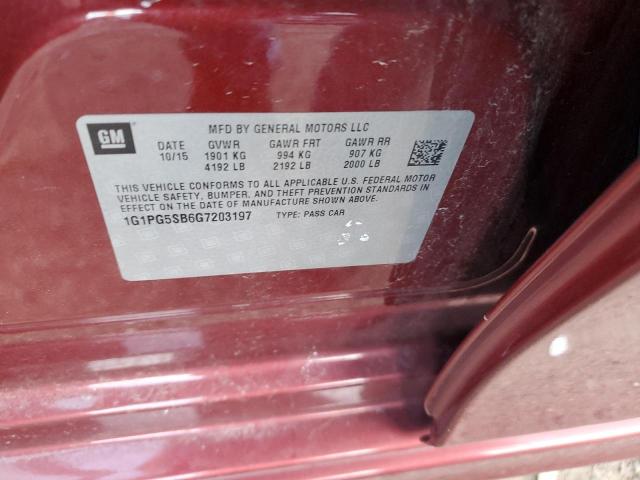 GM
MFD BY GENERAL MOTORS LLC
DATE GVWR GAWR FRT GAWR RR
10/15 1901 KG 994 KG 907 KG
4192 LB 2192 LB 2000 LB
THIS VEHICLE CONFORMS TO ALL APPLICABLE U.S. FEDERAL MOTOR
VEHICLE SAFETY, BUMPER, AND THEFT PREVENTION STANDARDS IN
EFFECT ON THE DATE OF MANUFACTURE SHOWN ABOVE.
1G1PG5SB6G7203197 TYPE: PASS CAR